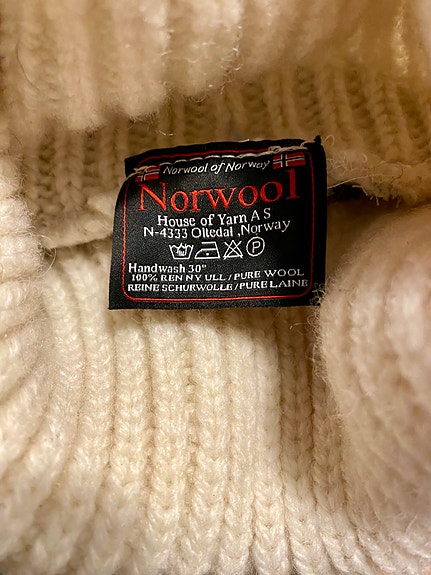 Norwool of Norway
Norwool
House of Yarn A S
N-4333 Oltedal ,Norway
P
Handwash 30°
100% REN NY ULL / PURE WOOL
REINE SCHURWOLLE / PURE LAINE